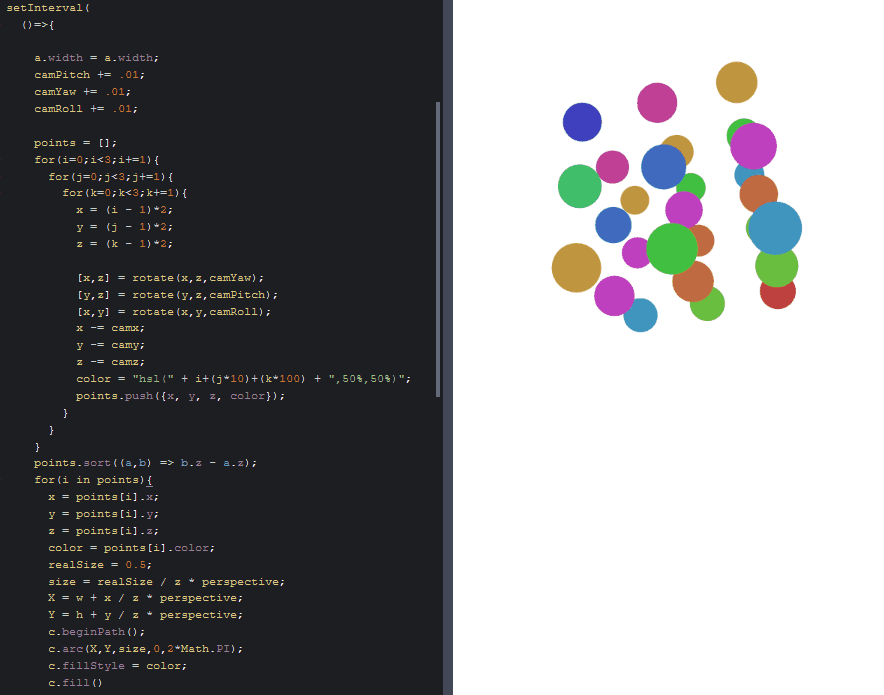 setInterval(
()=>{
a.width = a.width;
camPitch += .01;
camYaw += .01;
camRoll += .01;
points = [];
for(i=0;i<3;i+=1){
for(j=0;j<3;j+=1){
for(k=0;k<3;k+=1){
x = (i - 1)*2;
y = (j - 1)*2;
z = (k - 1)*2;
[x,z] = rotate(x,z,camYaw);
[y,z] = rotate(y,z,camPitch);
[x,y] = rotate(x,y,camRoll);
x -= camx;
y -= camy;
z -= camz;
color = "hsl(" + i+(j*10)+(k*100) + ",50%,50%)";
points.push({x, y, z, color});
}
}
}
points.sort((a,b) => b.z - a.z);
for(i in points){
x = points[i].x;
y = points[i].y;
z = points[i].z;
color = points[i].color;
realSize = 0.5;
size = realSize / z * perspective;
X = w + x / z * perspective;
Y = h + y / z * perspective;
c.beginPath();
c.arc(X,Y,size,0,2*Math.PI);
c.fillStyle = color;
c.fill()